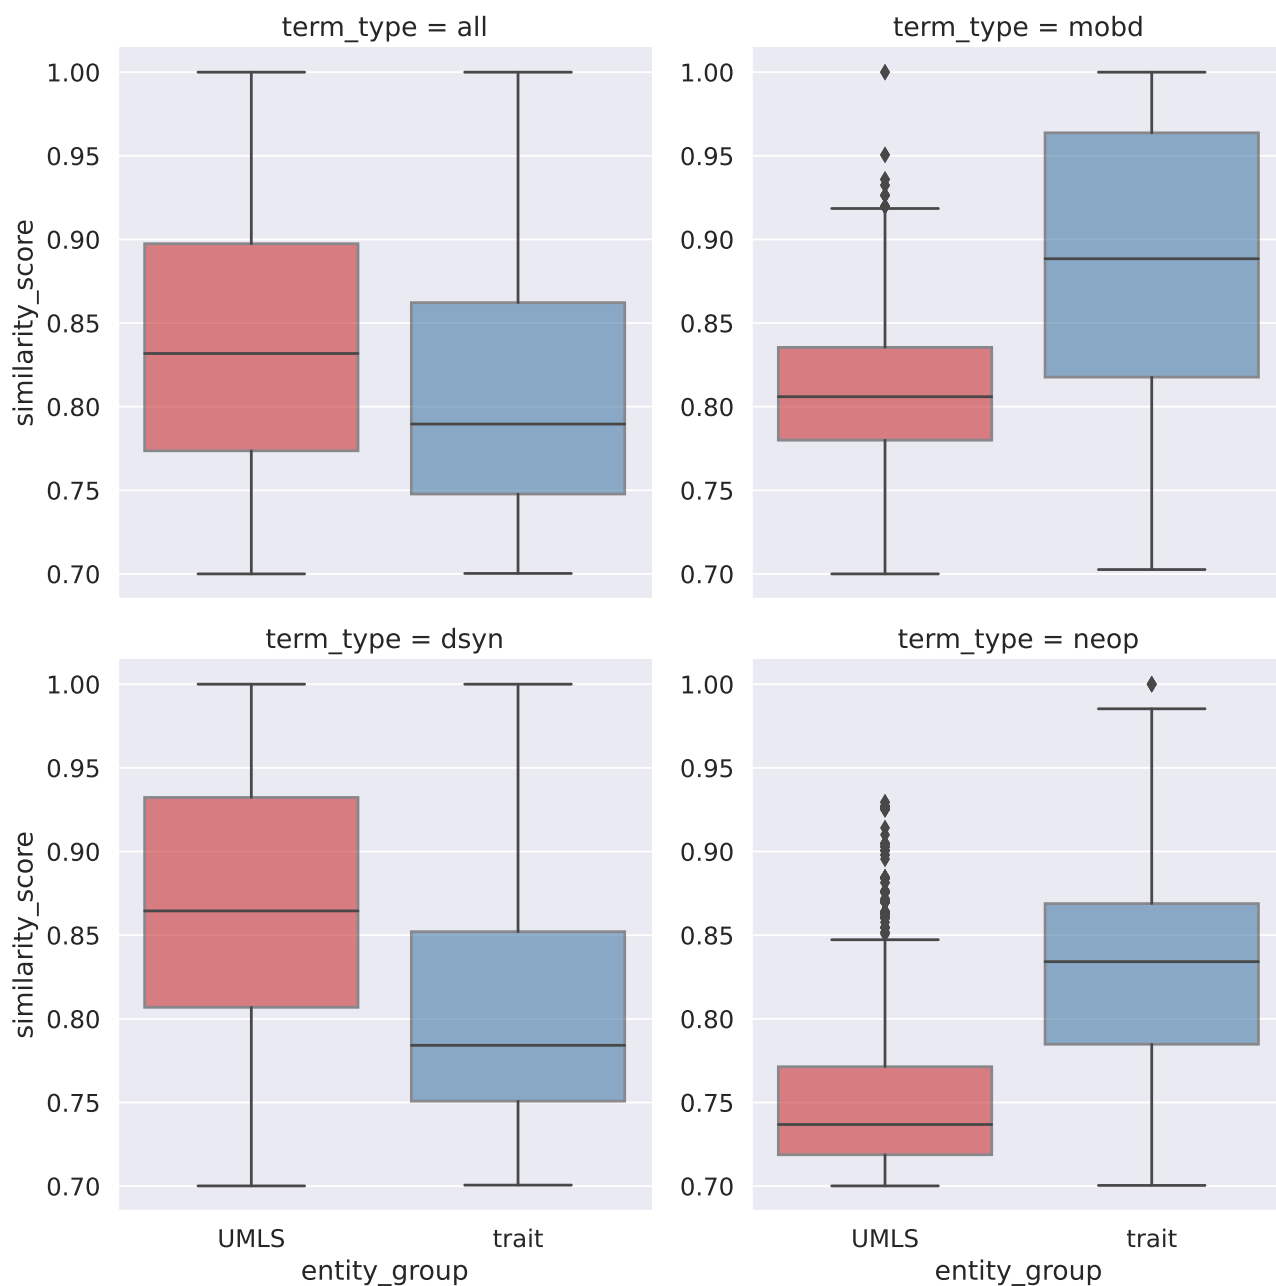 term_type = all
1.00
0.95
0.90
0.85
0.80
0.75
0.70
similarity_score
term_type = mobd
1.00
0.95
0.90
0.85
0.80
0.75
0.70
term_type = dsyn
1.00
0.95
0.90
0.85
0.80
0.75
0.70
similarity_score
UMLS trait
entity_group
term_type = neop
1.00
0.95
0.90
0.85
0.80
0.75
0.70
UMLS trait
entity_group